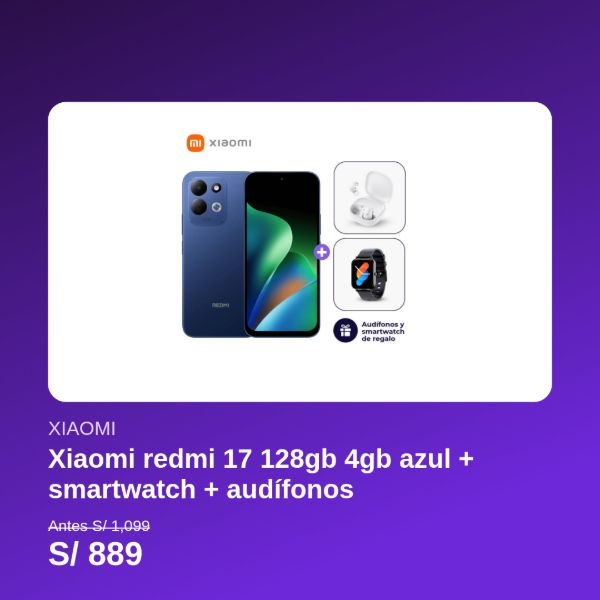 xiaomi
REDMI
Audífonos y
smartwatch
de regalo
XIAOMI
Xiaomi redmi 17 128gb 4gb azul +
smartwatch + audífonos
Antes S/ 1,099
S/ 889